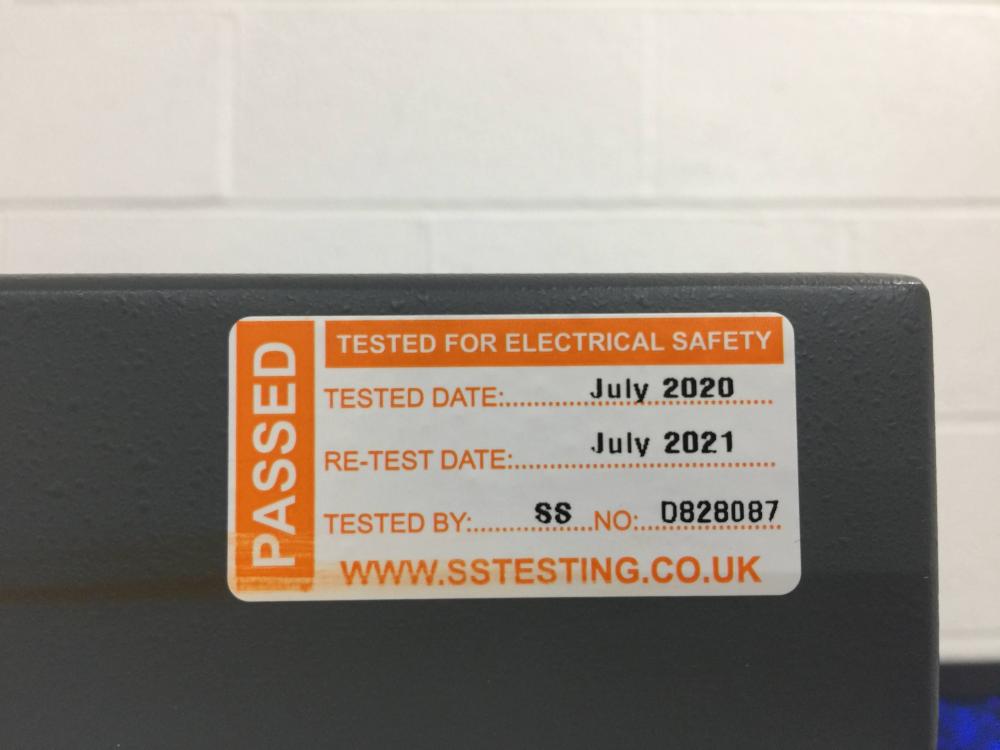 PASSED
TESTED FOR ELECTRICAL SAFETY
TESTED DATE:..............July 2020......
RE-TEST DATE:..............July 2021......
TESTED BY:........SS...NO:...D828087
WWW.SSTESTING.CO.UK